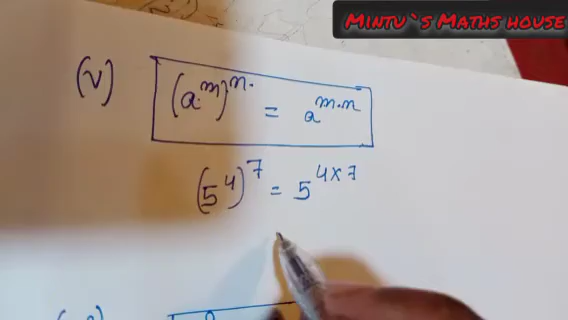 Mintu`s Maths house
(v) (a^m)^n. = a^m.n
(5^4)^7 = 5^4×7